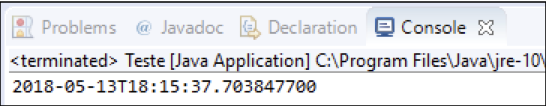 Problems @ Javadoc Declaration Console
<terminated> Teste [Java Application] C:\Program Files\Java\jre-10\
2018-05-13T18:15:37.703847700